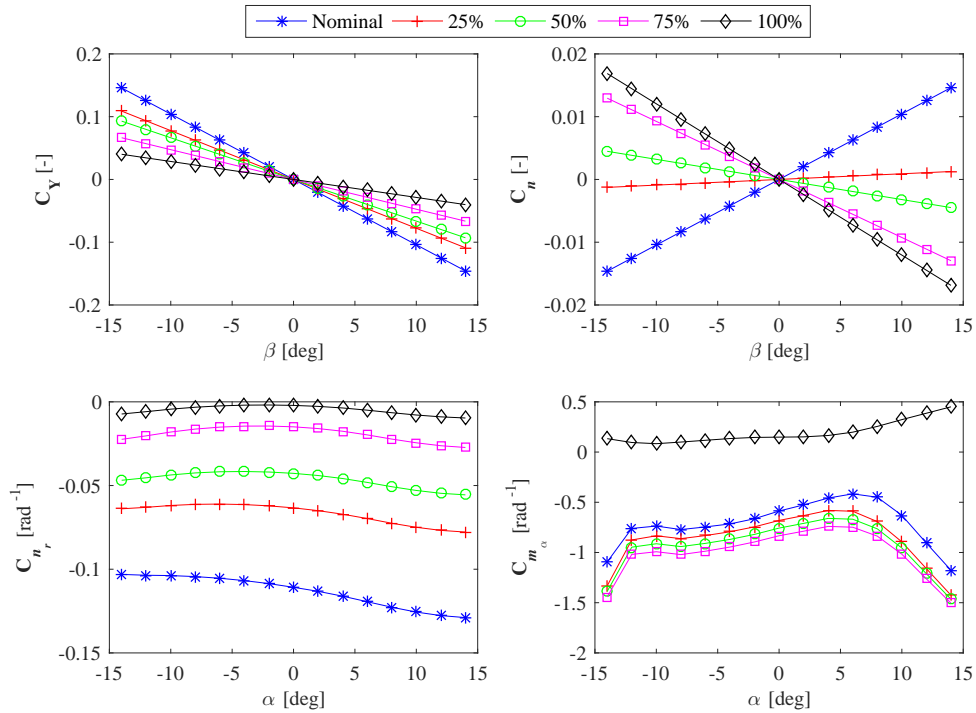 Nominal 25% 50% 75% 100%
0.2
0.1
0
-0.1
-0.2
C_Y [-]
-15 -10 -5 0 5 10 15
β [deg]
0.02
0.01
0
-0.01
-0.02
C_n [-]
-15 -10 -5 0 5 10 15
β [deg]
0
-0.05
-0.1
-0.15
C_{n_r} [rad^{-1}]
-15 -10 -5 0 5 10 15
α [deg]
0.5
0
-0.5
-1
-1.5
-2
C_{m_α} [rad^{-1}]
-15 -10 -5 0 5 10 15
α [deg]